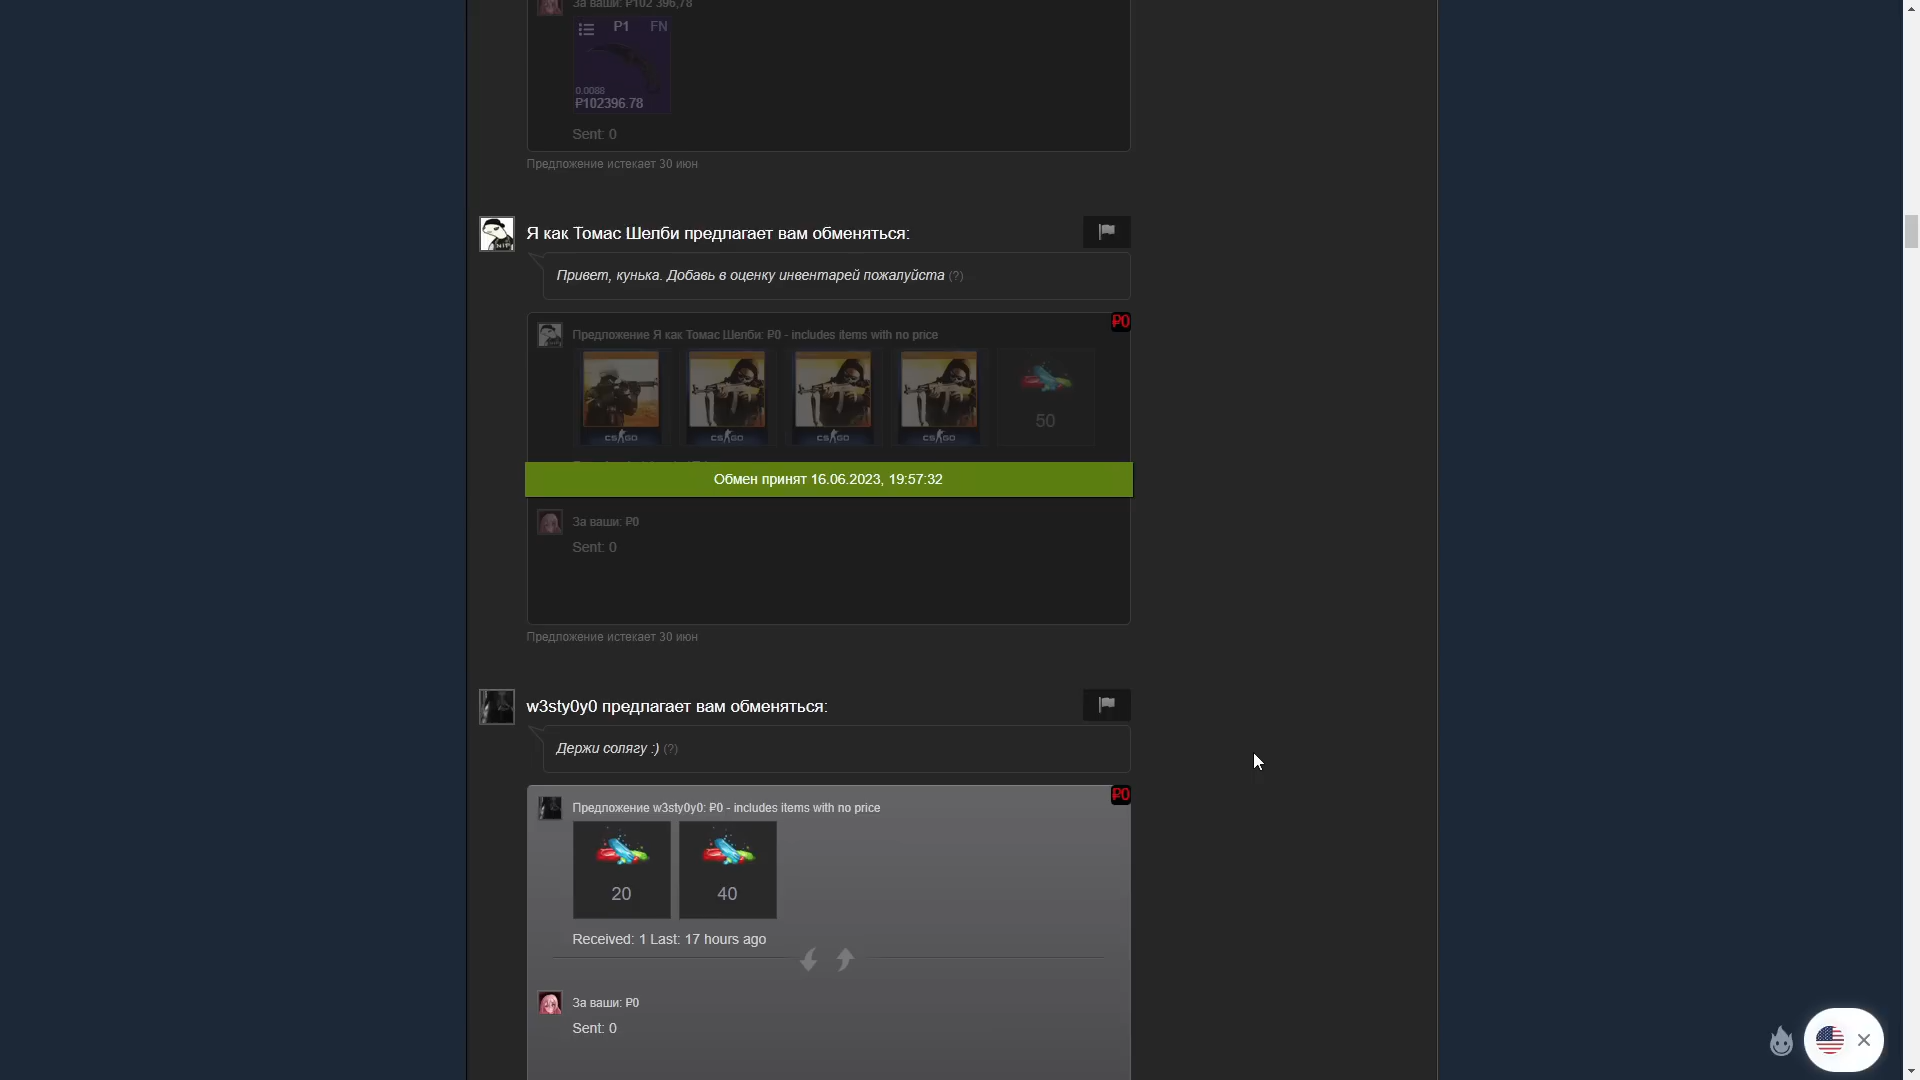 За ваши: ₽102 396,78
P1 FN
0.0088
₽102396.78
Sent: 0
Предложение истекает 30 июн
Я как Томас Шелби предлагает вам обменяться:
Привет, кунька. Добавь в оценку инвентарей пожалуйста (?)
₽0
Предложение Я как Томас Шелби: ₽0 - includes items with no price
CS GO CS GO CS GO CS GO 50
Обмен принят 16.06.2023, 19:57:32
За ваши: ₽0
Sent: 0
Предложение истекает 30 июн
w3sty0y0 предлагает вам обменяться:
Держи солягу :) (?)
₽0
Предложение w3sty0y0: ₽0 - includes items with no price
20 40
Received: 1 Last: 17 hours ago
За ваши: ₽0
Sent: 0